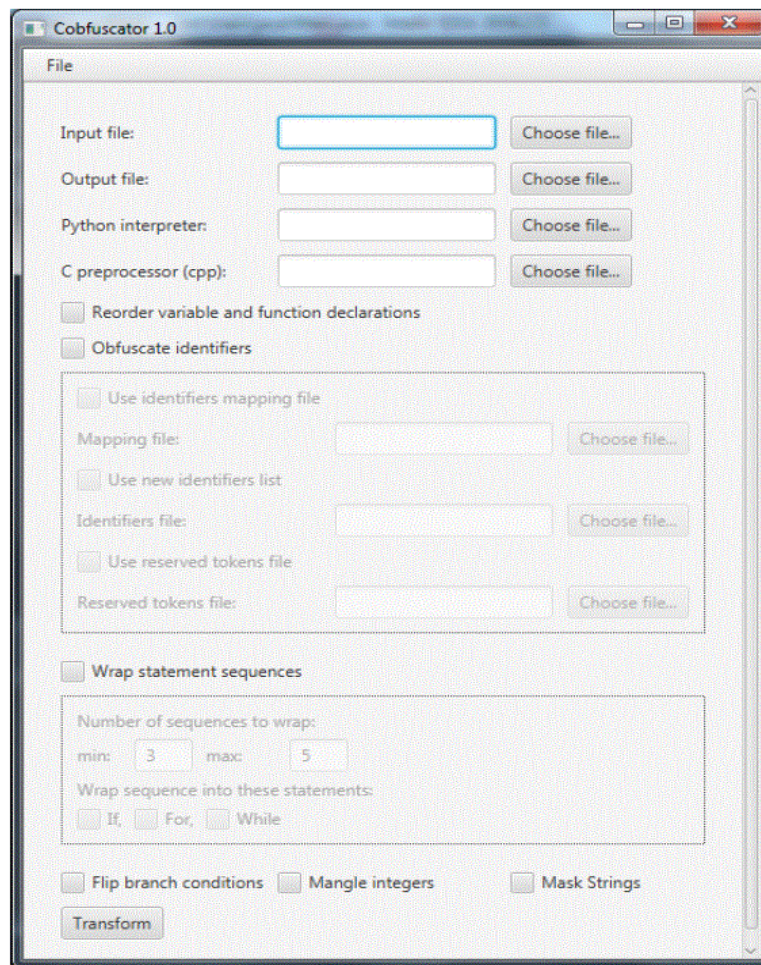 Cobfuscator 1.0
File
Input file: Choose file...
Output file: Choose file...
Python interpreter: Choose file...
C preprocessor (cpp): Choose file...
Reorder variable and function declarations
Obfuscate identifiers
Use identifiers mapping file
Mapping file: Choose file...
Use new identifiers list
Identifiers file: Choose file...
Use reserved tokens file
Reserved tokens file: Choose file...
Wrap statement sequences
Number of sequences to wrap:
min: 3 max: 5
Wrap sequence into these statements:
If, For, While
Flip branch conditions Mangle integers Mask Strings
Transform